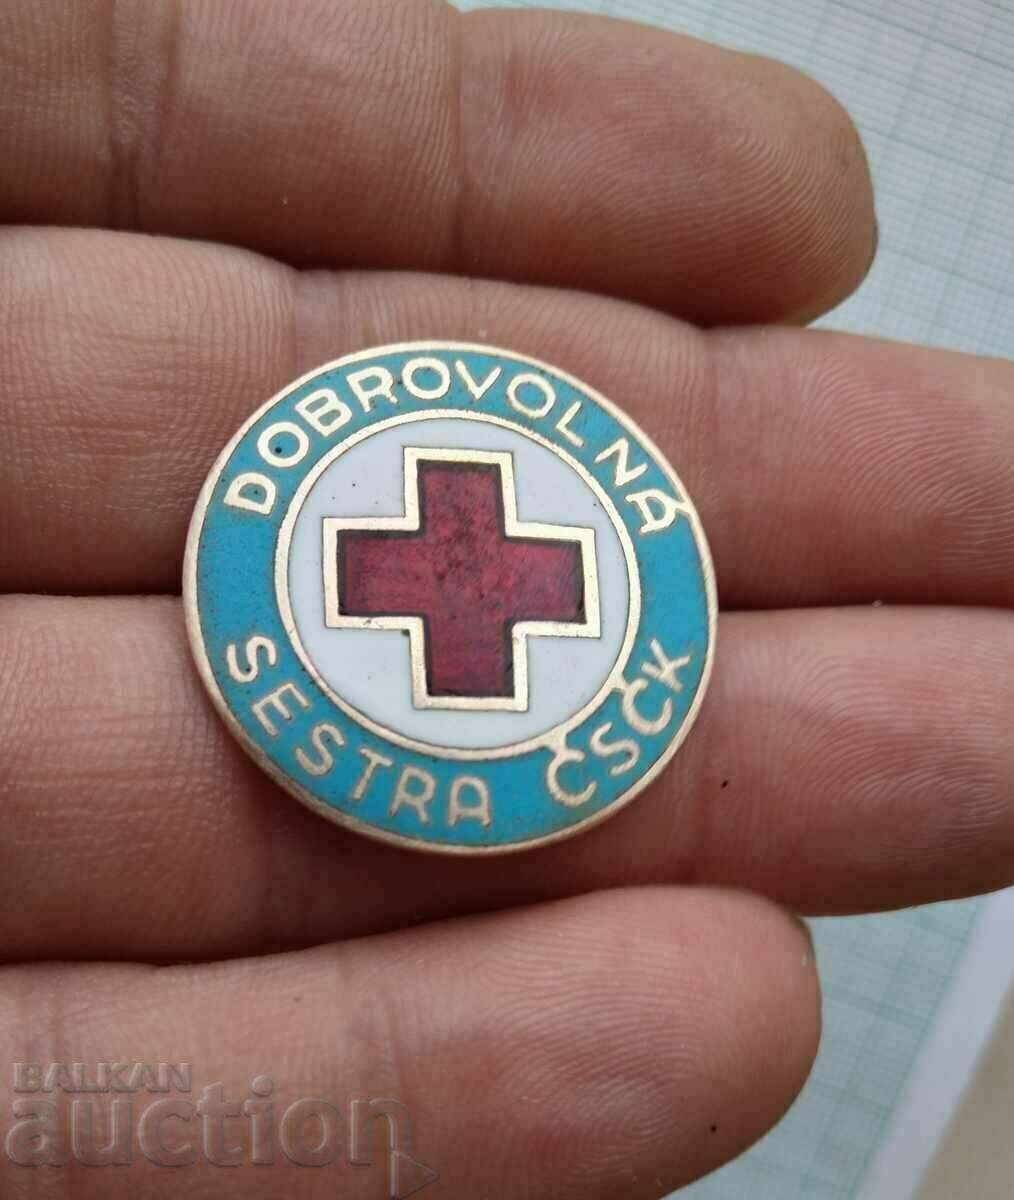 DOBROVOLNÁ
SESTRA ČSČK
BALKAN
auction